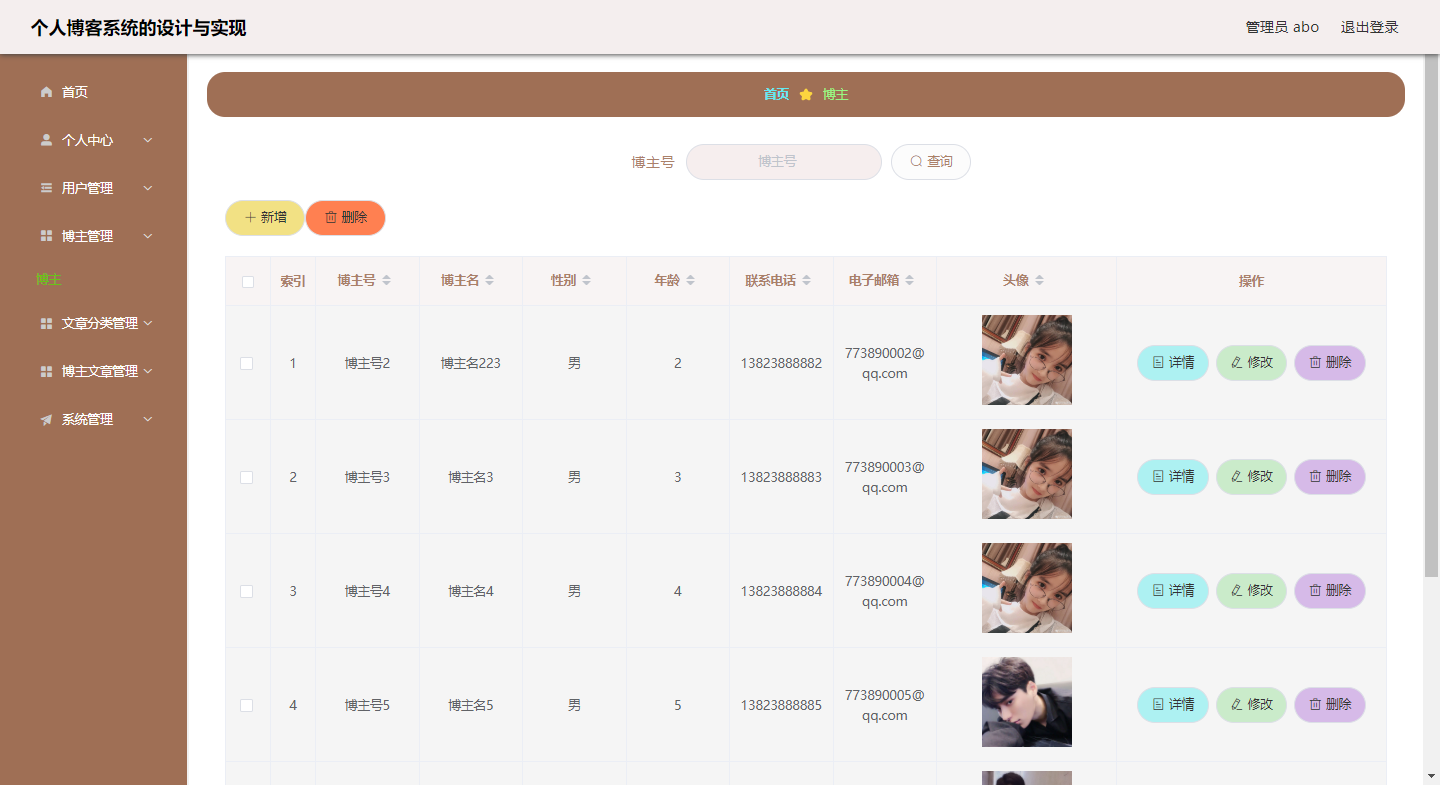 个人博客系统的设计与实现
管理员 abo 退出登录
首页
个人中心
用户管理
博主管理
博主
文章分类管理
博主文章管理
系统管理
首页 博主
博主号 博主号 查询
新增 删除
索引 博主号 博主名 性别 年龄 联系电话 电子邮箱 头像 操作
1 博主号2 博主名223 男 2 13823888882 773890002@
qq.com 详情 修改 删除
2 博主号3 博主名3 男 3 13823888883 773890003@
qq.com 详情 修改 删除
3 博主号4 博主名4 男 4 13823888884 773890004@
qq.com 详情 修改 删除
4 博主号5 博主名5 男 5 13823888885 773890005@
qq.com 详情 修改 删除